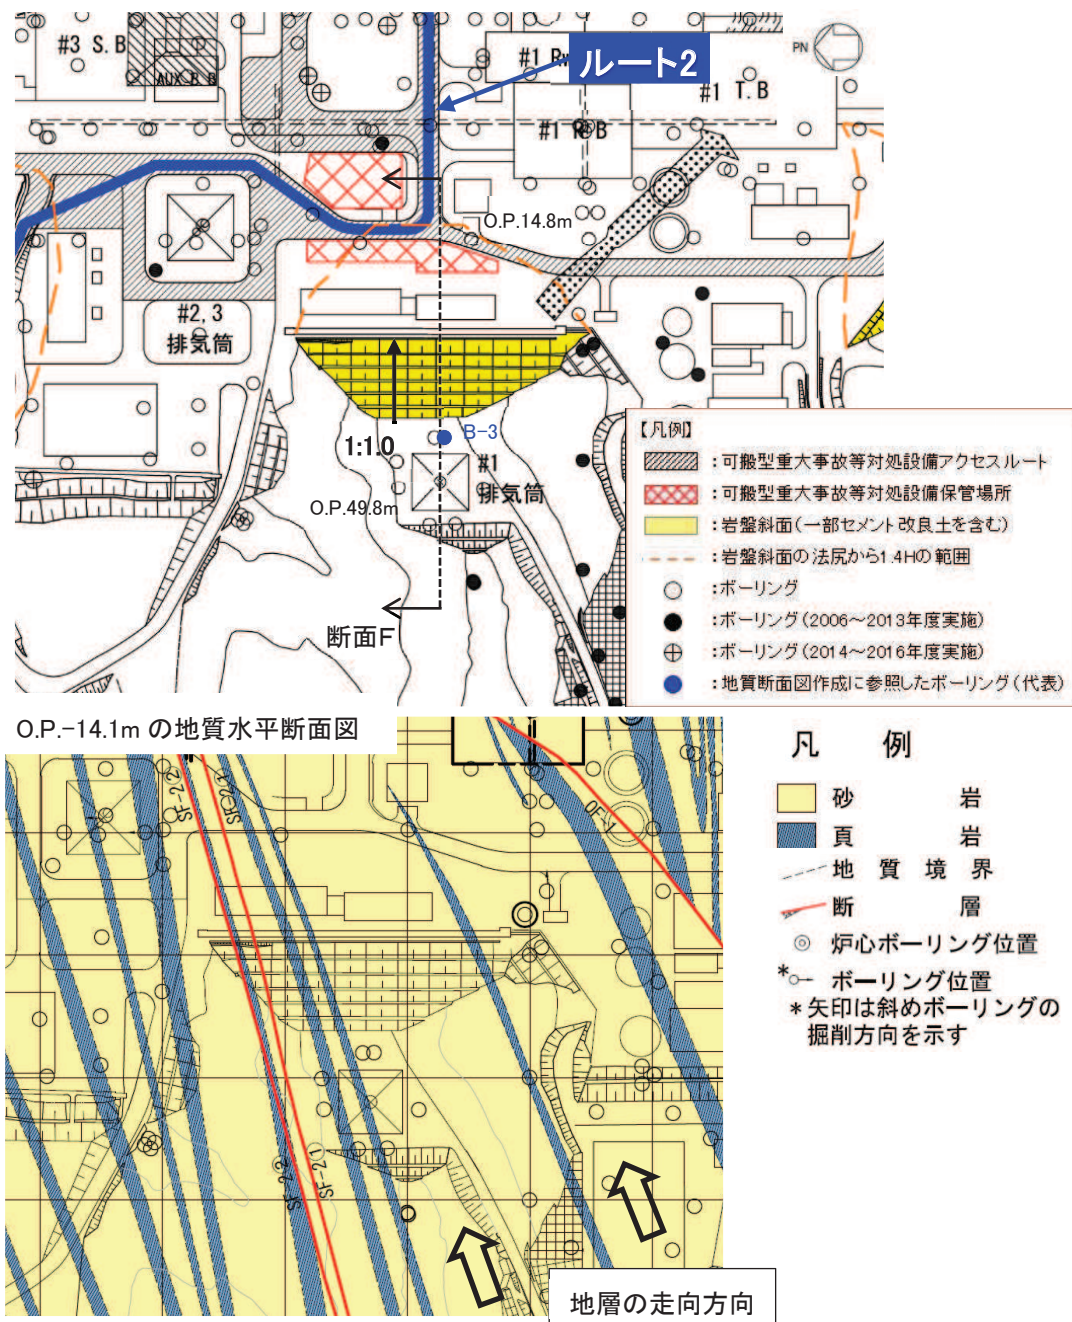 #3 S.B
AUX B.B
#1 Rw
ルート2
PN
#1 T.B
#1 R.B
O.P.14.8m
#2,3
排気筒
1:1.0
B-3
#1
排気筒
O.P.49.8m
断面F
【凡例】
：可搬型重大事故等対処設備アクセスルート
：可搬型重大事故等対処設備保管場所
：岩盤斜面(一部セメント改良土を含む)
：岩盤斜面の法尻から1.4Hの範囲
：ボーリング
：ボーリング(2006～2013年度実施)
：ボーリング(2014～2016年度実施)
：地質断面図作成に参照したボーリング(代表)
O.P.-14.1m の地質水平断面図
SF-2-2
SF-2-1
OF-1
SF-2-2
SF-2-1
地層の走向方向
凡 例
砂 岩
頁 岩
地質境界
断 層
炉心ボーリング位置
* ボーリング位置
*矢印は斜めボーリングの
掘削方向を示す